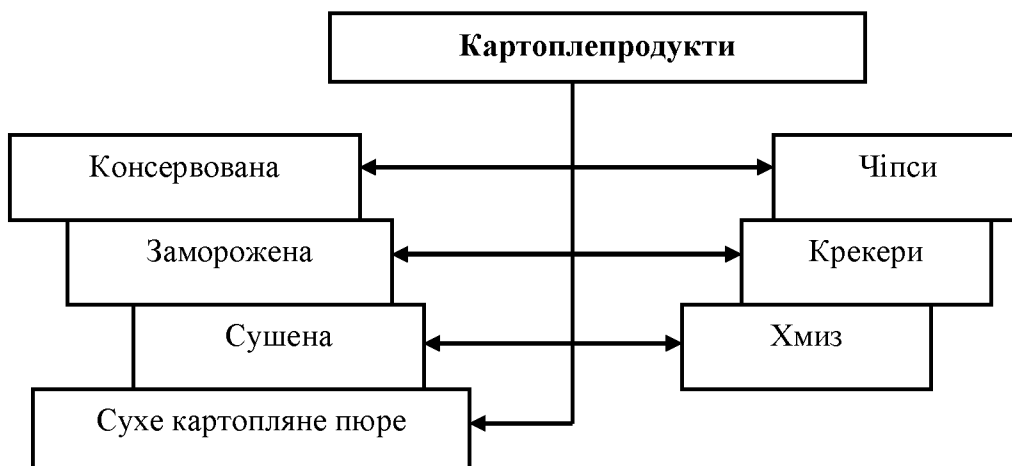 Картоплепродукти
Консервована
Чіпси
Заморожена
Крекери
Сушена
Хмиз
Сухе картопляне пюре